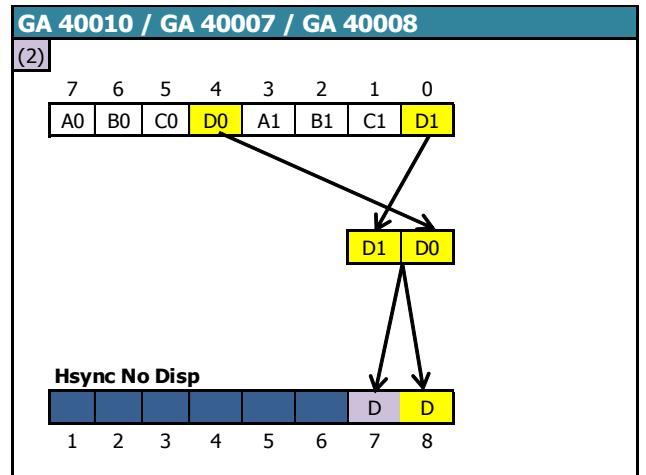 GA 40010 / GA 40007 / GA 40008
(2)
7 6 5 4 3 2 1 0
A0 B0 C0 D0 A1 B1 C1 D1
D1 D0
Hsync No Disp
D D
1 2 3 4 5 6 7 8